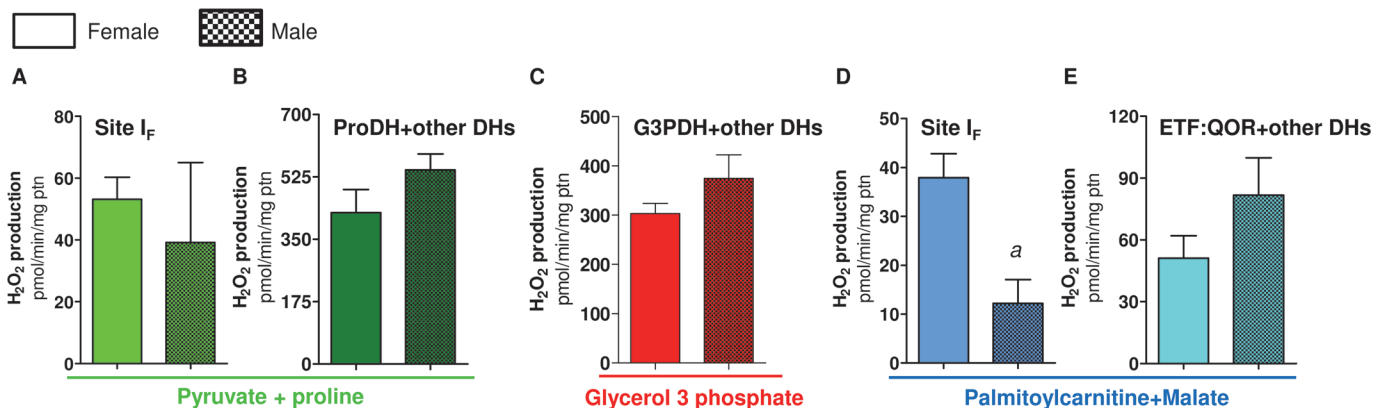 Female Male
A B C D E
Site I_F
H₂O₂ production
pmol/min/mg ptn
80
60
40
20
0
ProDH+other DHs
H₂O₂ production
pmol/min/mg ptn
700
525
350
175
0
Pyruvate + proline
G3PDH+other DHs
H₂O₂ production
pmol/min/mg ptn
500
400
300
200
100
0
Glycerol 3 phosphate
Site I_F
H₂O₂ production
pmol/min/mg ptn
50
40
30
20
10
0
a
ETF:QOR+other DHs
H₂O₂ production
pmol/min/mg ptn
120
90
60
30
0
Palmitoylcarnitine+Malate